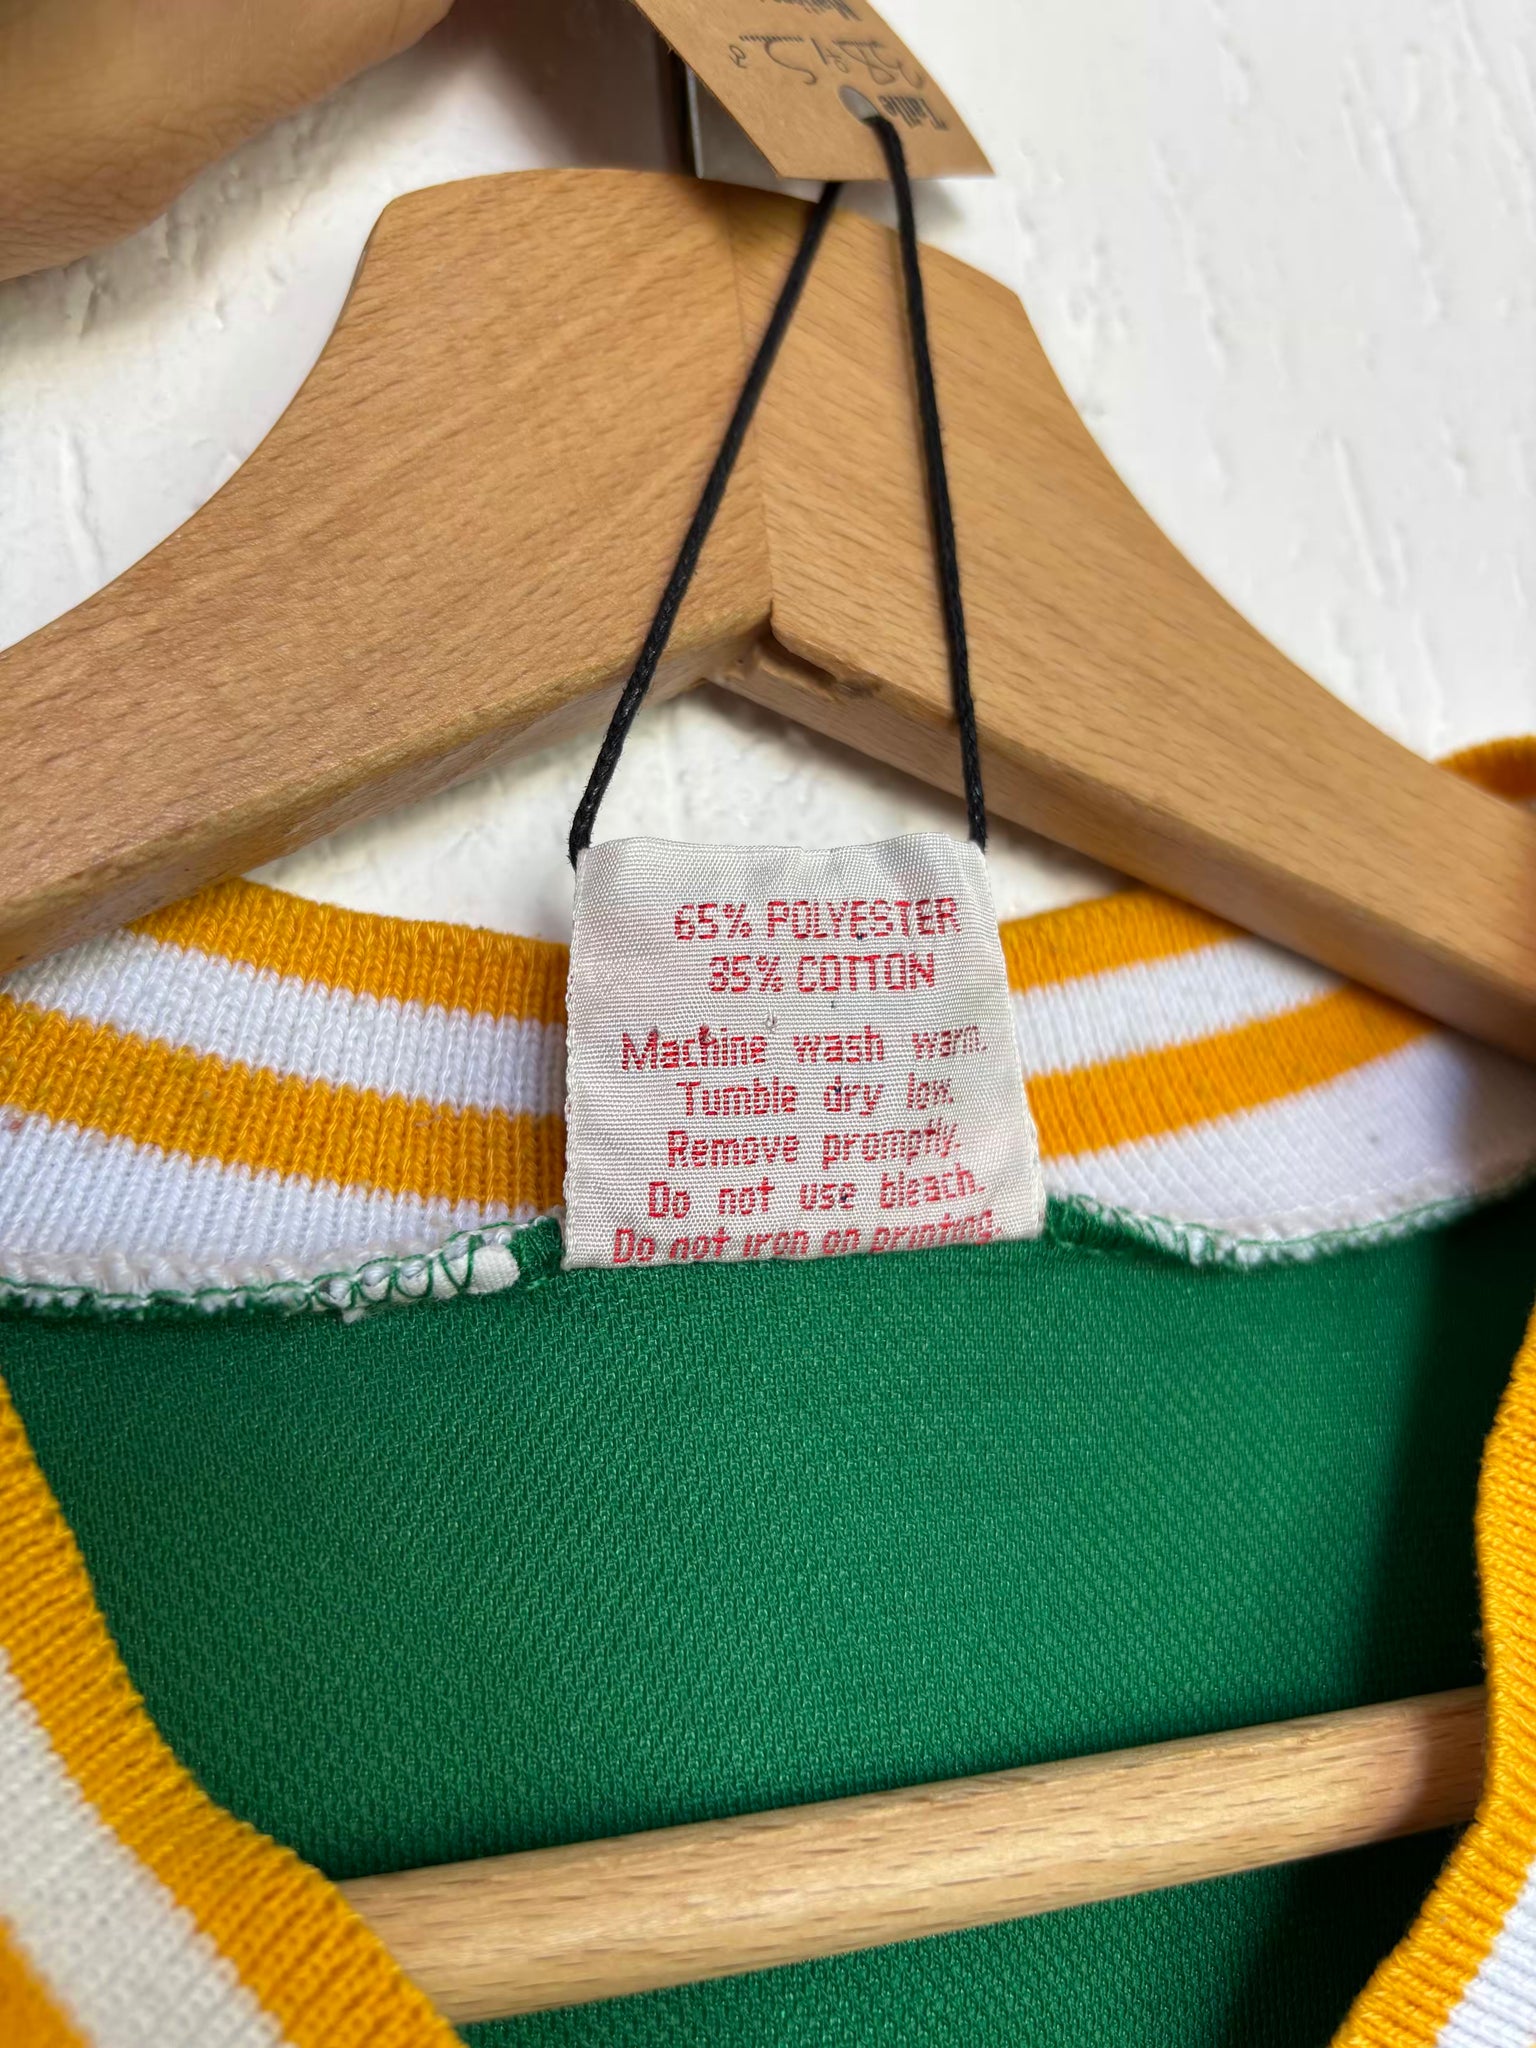 Taille
65% POLYESTER
35% COTTON
Machine wash warm.
Tumble dry low.
Remove promptly.
Do not use bleach.
Do not iron on printing.